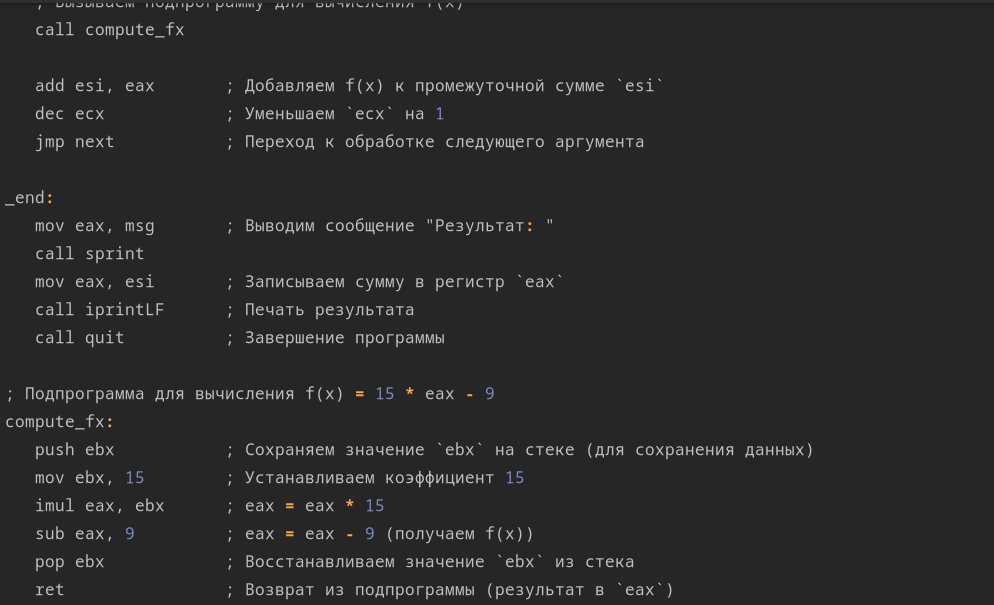 ; Вызываем подпрограмму для вычисления f(x)
call compute_fx
add esi, eax ; Добавляем f(x) к промежуточной сумме `esi`
dec ecx ; Уменьшаем `ecx` на 1
jmp next ; Переход к обработке следующего аргумента
_end:
mov eax, msg ; Выводим сообщение "Результат: "
call sprint
mov eax, esi ; Записываем сумму в регистр `eax`
call iprintLF ; Печать результата
call quit ; Завершение программы
; Подпрограмма для вычисления f(x) = 15 * eax - 9
compute_fx:
push ebx ; Сохраняем значение `ebx` на стеке (для сохранения данных)
mov ebx, 15 ; Устанавливаем коэффициент 15
imul eax, ebx ; eax = eax * 15
sub eax, 9 ; eax = eax - 9 (получаем f(x))
pop ebx ; Восстанавливаем значение `ebx` из стека
ret ; Возврат из подпрограммы (результат в `eax`)